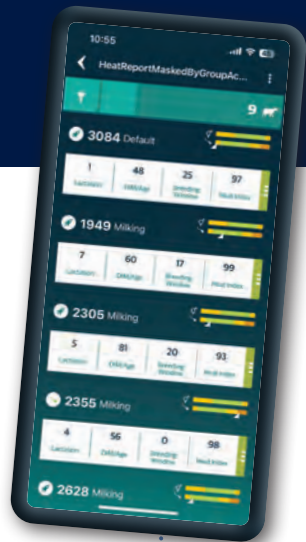 10:55
HeatReportMaskedByGroupAc...
9
3084 Default
1 48 25 97
Lactation DIM/Age Breeding Window Heat Index
1949 Milking
7 60 17 99
Lactation DIM/Age Breeding Window Heat Index
2305 Milking
5 81 20 93
Lactation DIM/Age Breeding Window Heat Index
2355 Milking
4 56 0 98
Lactation DIM/Age Breeding Window Heat Index
2628 Milking